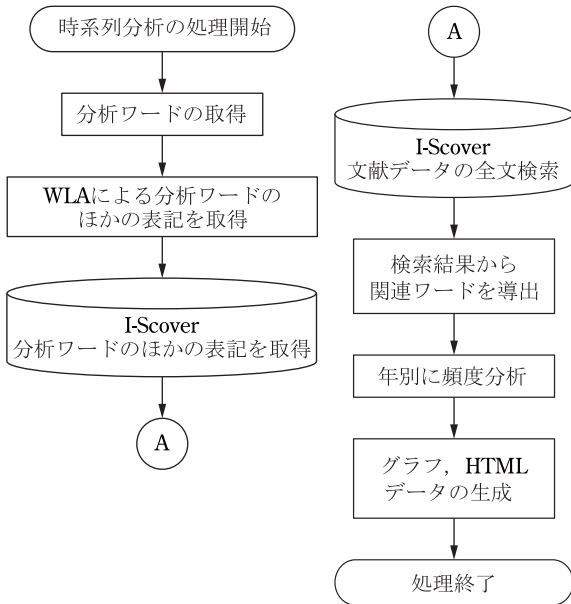 時系列分析の処理開始
分析ワードの取得
WLAによる分析ワードの
ほかの表記を取得
I-Scover
分析ワードのほかの表記を取得
A
A
I-Scover
文献データの全文検索
検索結果から
関連ワードを導出
年別に頻度分析
グラフ，HTML
データの生成
処理終了